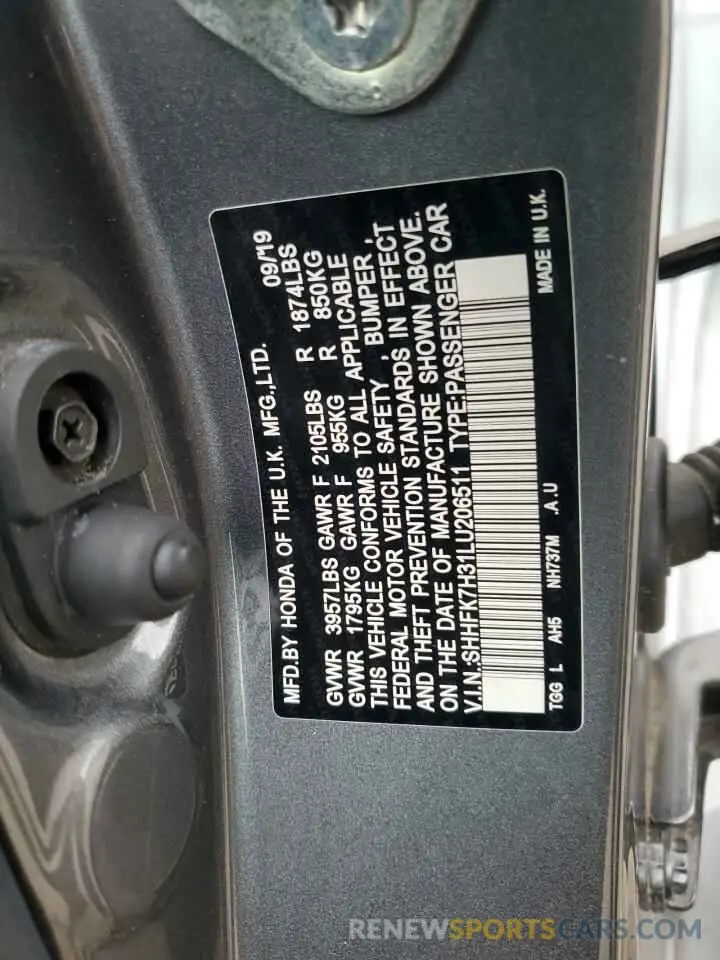 MFD.BY HONDA OF THE U.K. MFG.,LTD. 09/19
GVWR 3957LBS GAWR F 2105LBS R 1874LBS
GVWR 1795KG GAWR F 955KG R 850KG
THIS VEHICLE CONFORMS TO ALL APPLICABLE
FEDERAL MOTOR VEHICLE SAFETY , BUMPER ,
AND THEFT PREVENTION STANDARDS IN EFFECT
ON THE DATE OF MANUFACTURE SHOWN ABOVE.
V.I.N.:SHHFK7H31LU206511 TYPE:PASSENGER CAR
TGG L AH5 NH737M .A .U MADE IN U.K.
RENEWSPORTSCARS.COM